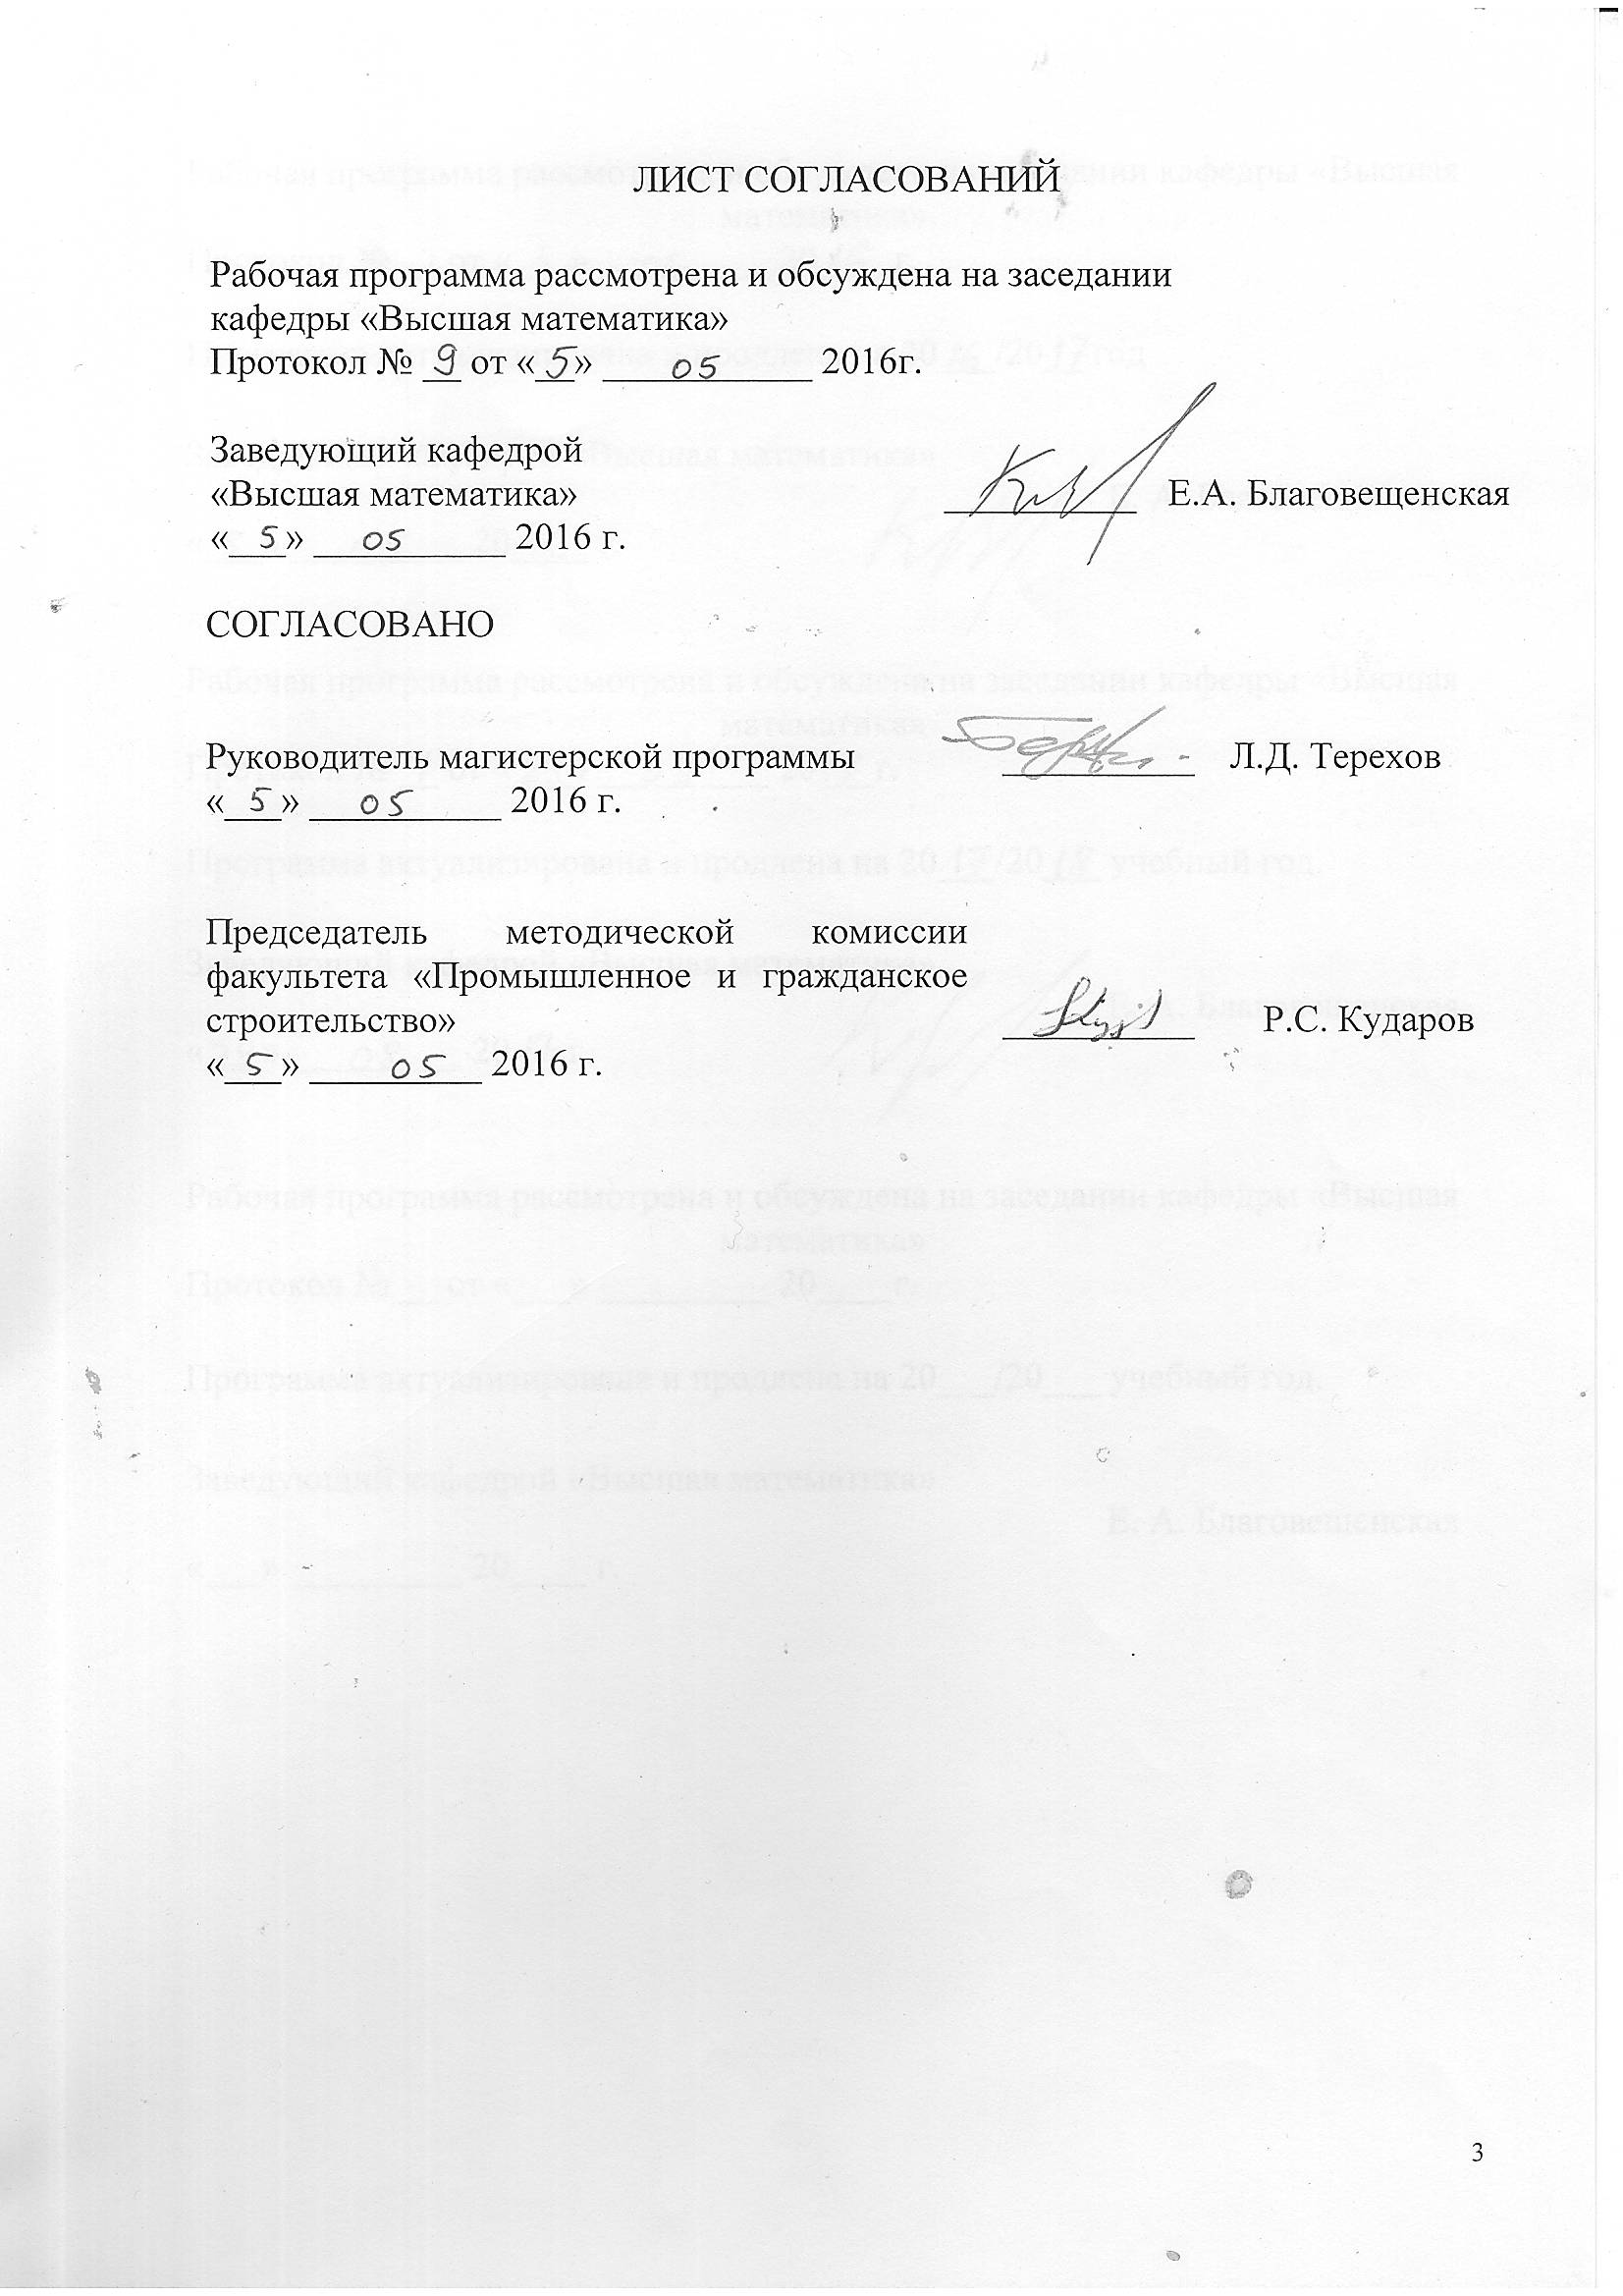 ЛИСТ СОГЛАСОВАНИЙ
Рабочая программа рассмотрена и обсуждена на заседании
кафедры «Высшая математика»
Протокол № 9 от «5» 05 2016г.
Заведующий кафедрой
«Высшая математика» Е.А. Благовещенская
«5» 05 2016 г.
СОГЛАСОВАНО
Руководитель магистерской программы Л.Д. Терехов
«5» 05 2016 г.
Председатель методической комиссии
факультета «Промышленное и гражданское
строительство» Р.С. Кударов
«5» 05 2016 г.
3